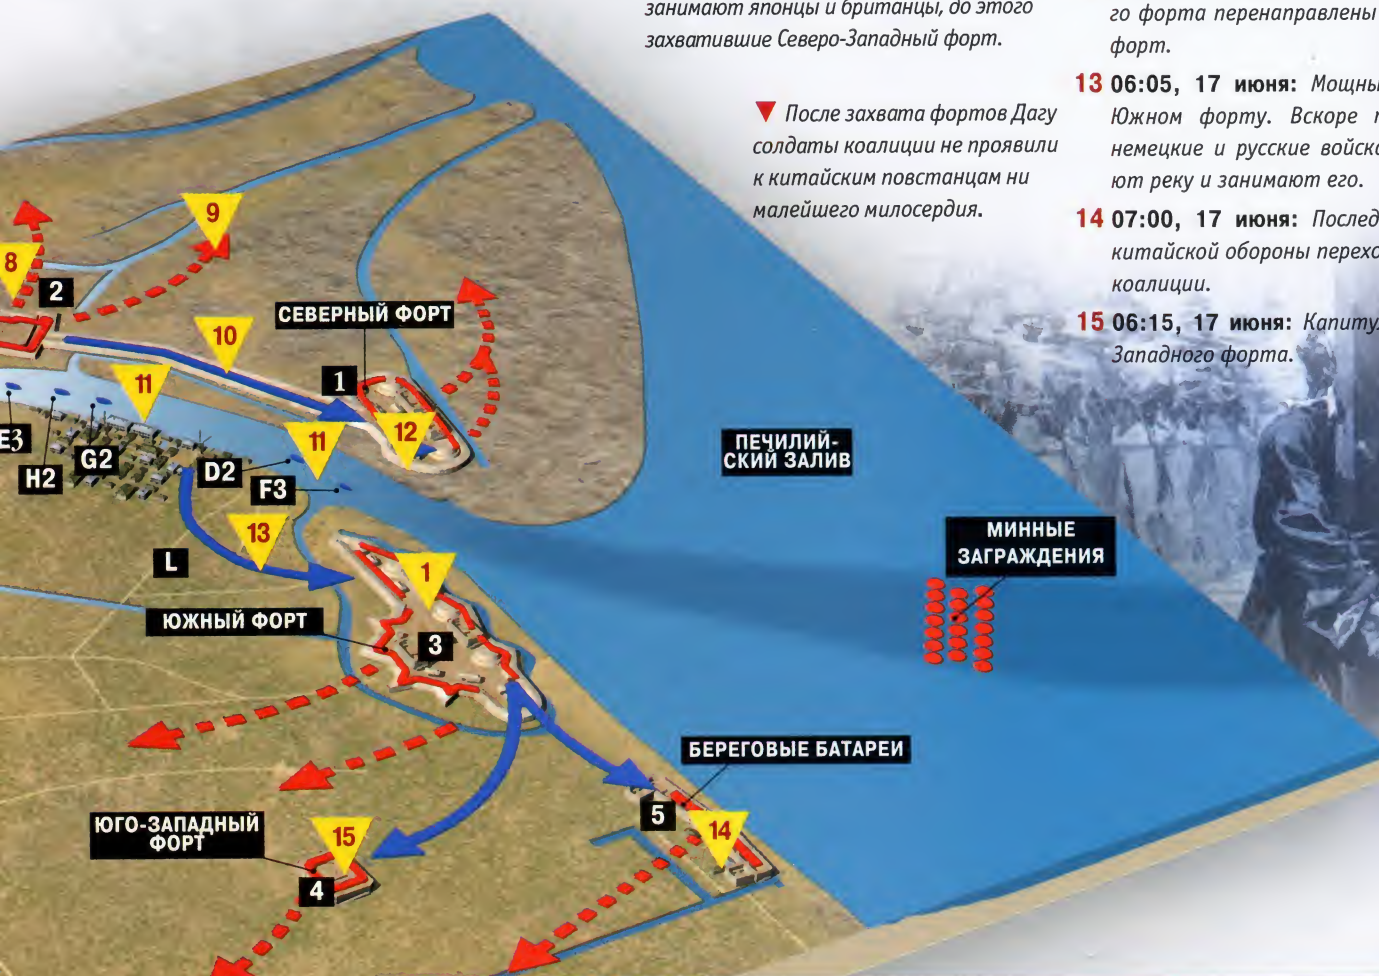 занимают японцы и британцы, до этого
захватившие Северо-Западный форт.
▼ После захвата фортов Дагу
солдаты коалиции не проявили
к китайским повстанцам ни
малейшего милосердия.
го форта перенаправлены
форт.
13 06:05, 17 июня:
Южном форту. Вскоре
немецкие и русские
ют реку и занимают его.
14 07:00, 17 июня:
китайской обороны
коалиции.
15 06:15, 17 июня:
Западного форта.
9
8
2
СЕВЕРНЫЙ ФОРТ
10
1
11
12
11
E3
H2
G2
D2
F3
13
L
1
ЮЖНЫЙ ФОРТ
3
ПЕЧИЛИЙ-
СКИЙ ЗАЛИВ
МИННЫЕ
ЗАГРАЖДЕНИЯ
БЕРЕГОВЫЕ БАТАРЕИ
5
14
ЮГО-ЗАПАДНЫЙ
ФОРТ
15
4